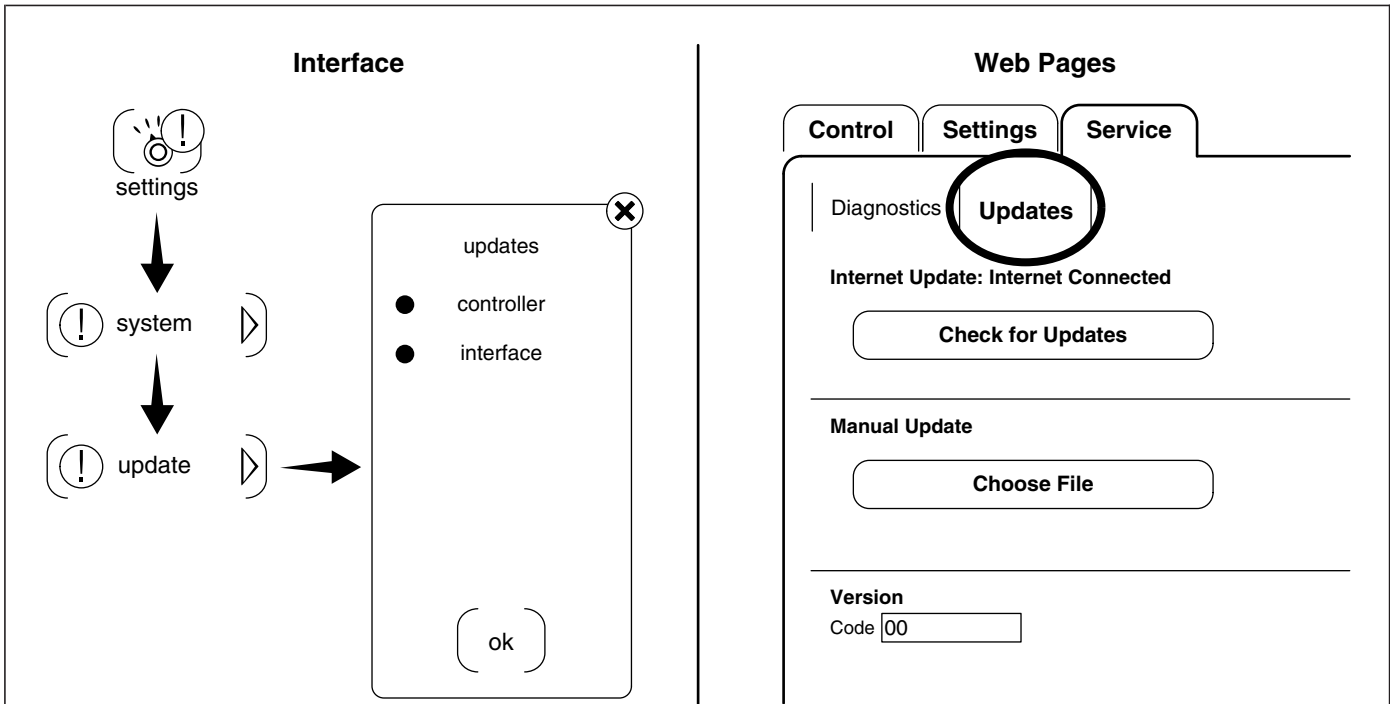 Interface
settings
system
update
updates
controller
interface
ok
Web Pages
Control Settings Service
Diagnostics Updates
Internet Update: Internet Connected
Check for Updates
Manual Update
Choose File
Version
Code 00